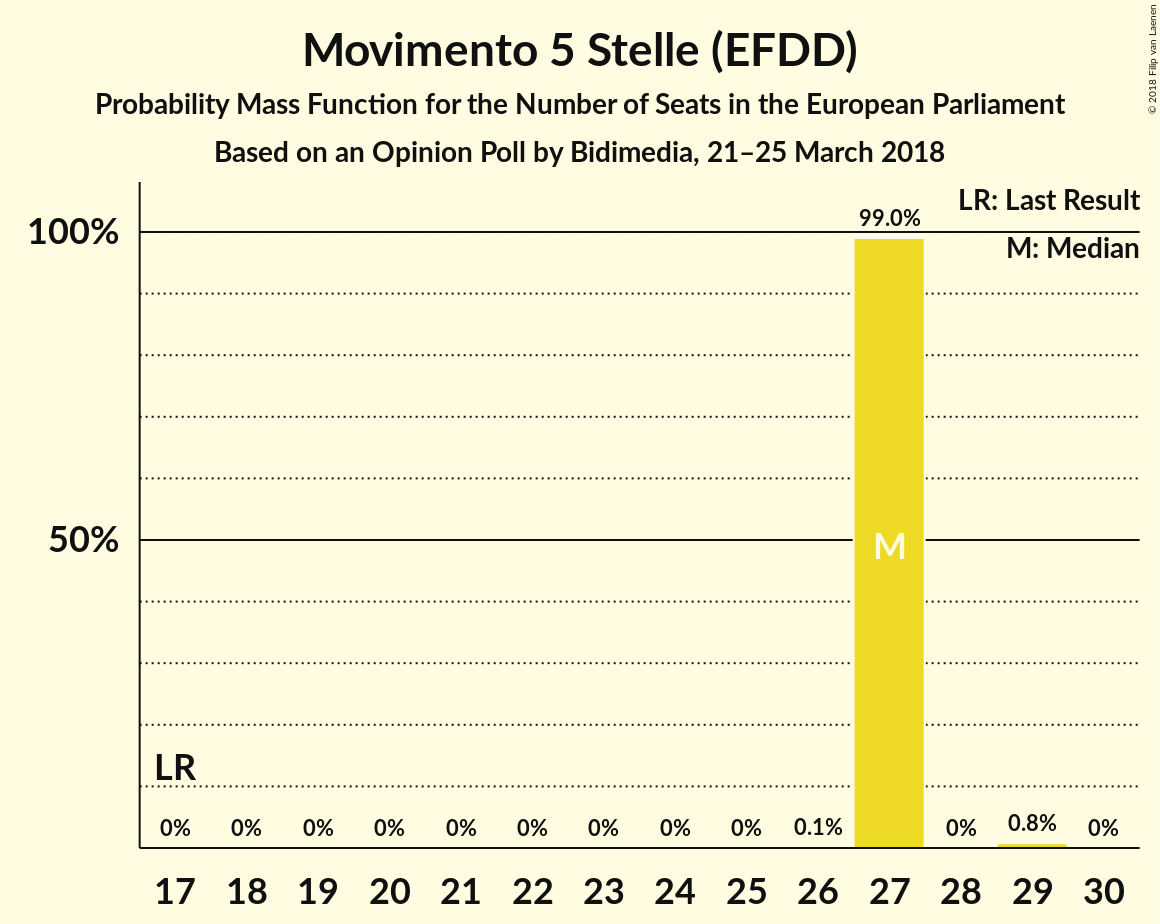 Movimento 5 Stelle (EFDD)
Probability Mass Function for the Number of Seats in the European Parliament
Based on an Opinion Poll by Bidimedia, 21–25 March 2018
© 2018 Filip van Laenen
LR: Last Result
M: Median
99.0%
100%
50%
M
LR
0% 0% 0% 0% 0% 0% 0% 0% 0% 0.1% 0% 0.8% 0%
17 18 19 20 21 22 23 24 25 26 27 28 29 30